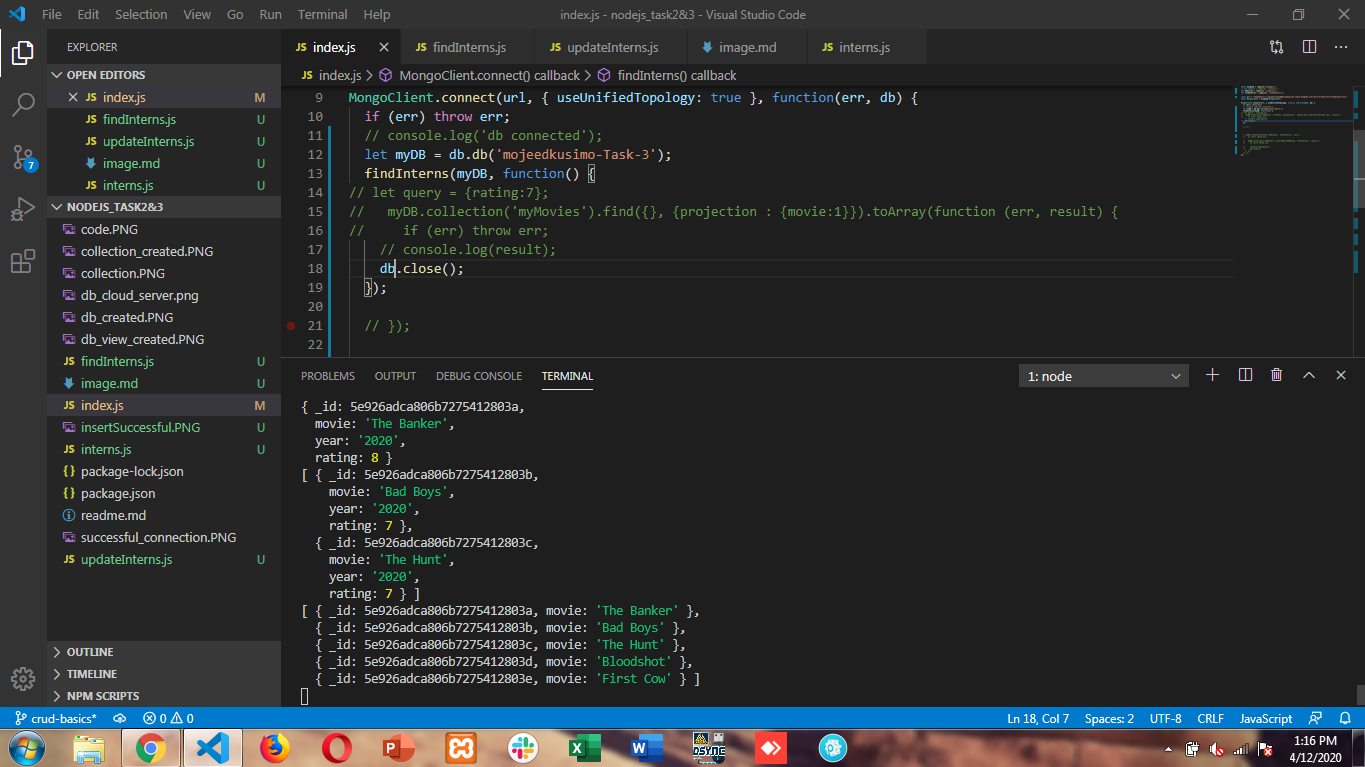 File Edit Selection View Go Run Terminal Help index.js - nodejs_task2&3 - Visual Studio Code
EXPLORER
OPEN EDITORS
JS index.js M
JS findInterns.js U
JS updateInterns.js U
image.md U
JS interns.js U
7
NODEJS_TASK2&3
code.PNG
collection_created.PNG
collection.PNG
db_cloud_server.png
db_created.PNG
db_view_created.PNG
JS findInterns.js U
image.md U
JS index.js M
insertSuccessful.PNG U
JS interns.js U
{} package-lock.json
{} package.json
readme.md
successful_connection.PNG
JS updateInterns.js U
OUTLINE
TIMELINE
NPM SCRIPTS
JS index.js JS findInterns.js JS updateInterns.js image.md JS interns.js
JS index.js > MongoClient.connect() callback > findInterns() callback
9 MongoClient.connect(url, { useUnifiedTopology: true }, function(err, db) {
10 if (err) throw err;
11 // console.log('db connected');
12 let myDB = db.db('mojeedkusimo-Task-3');
13 findInterns(myDB, function() {
14 // let query = {rating:7};
15 // myDB.collection('myMovies').find({}, {projection : {movie:1}}).toArray(function (err, result) {
16 // if (err) throw err;
17 // console.log(result);
18 db.close();
19 });
20
21 // });
22
PROBLEMS OUTPUT DEBUG CONSOLE TERMINAL 1: node
{ _id: 5e926adca806b7275412803a,
movie: 'The Banker',
year: '2020',
rating: 8 }
[ { _id: 5e926adca806b7275412803b,
movie: 'Bad Boys',
year: '2020',
rating: 7 },
{ _id: 5e926adca806b7275412803c,
movie: 'The Hunt',
year: '2020',
rating: 7 } ]
[ { _id: 5e926adca806b7275412803a, movie: 'The Banker' },
{ _id: 5e926adca806b7275412803b, movie: 'Bad Boys' },
{ _id: 5e926adca806b7275412803c, movie: 'The Hunt' },
{ _id: 5e926adca806b7275412803d, movie: 'Bloodshot' },
{ _id: 5e926adca806b7275412803e, movie: 'First Cow' } ]
crud-basics* 0 0 Ln 18, Col 7 Spaces: 2 UTF-8 CRLF JavaScript
1:16 PM
4/12/2020